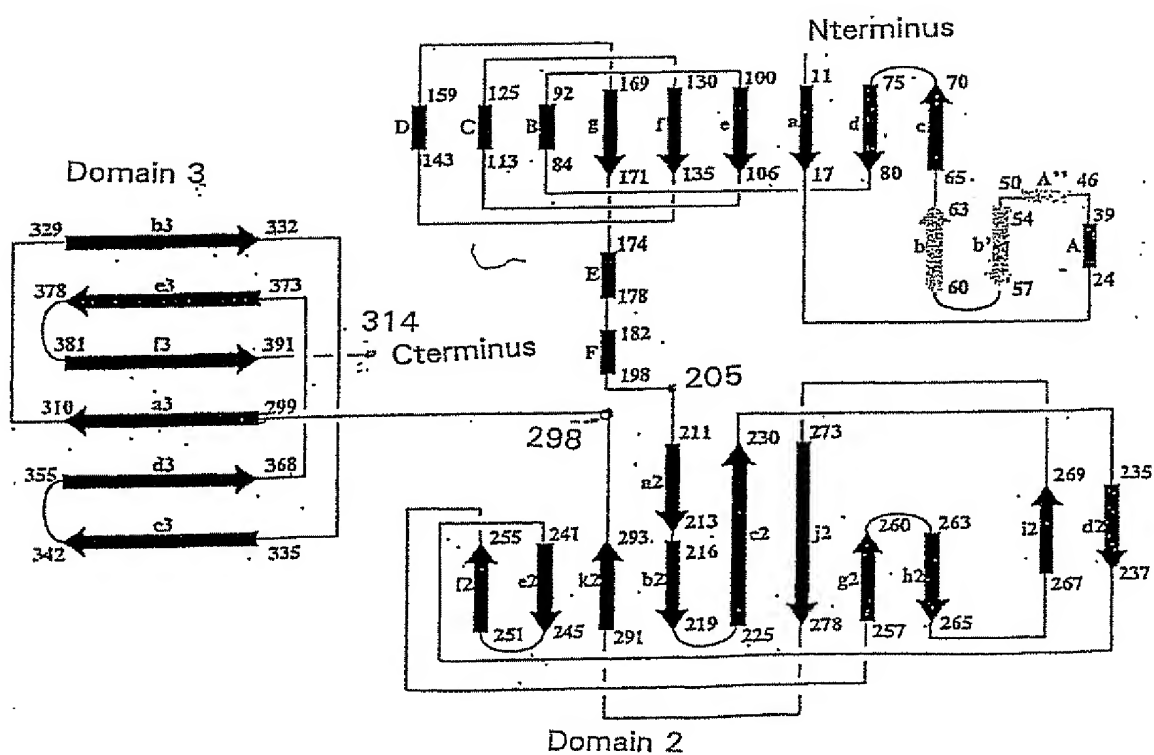 Nterminus
159 125 92 169 130 100 11 75 70
D C B g f e a d c
143 113 84 171 135 106 17 80 65
50 A" 46
63 54 39
b b' A
60 57 24
174
E
178
182
F
198
205
Domain 3
329 b3 332
378 e3 373
314
381 f3 391
Cterminus
310 a3 299
298
355 d3 368
342 c3 335
211 230 273 269 235
a2
213
255 241 293 216 c2 j2 260 263 i2 d2
f2 e2 k2 b2 g2 h2
267 237
251 245 291 219 225 278 257 265
Domain 2